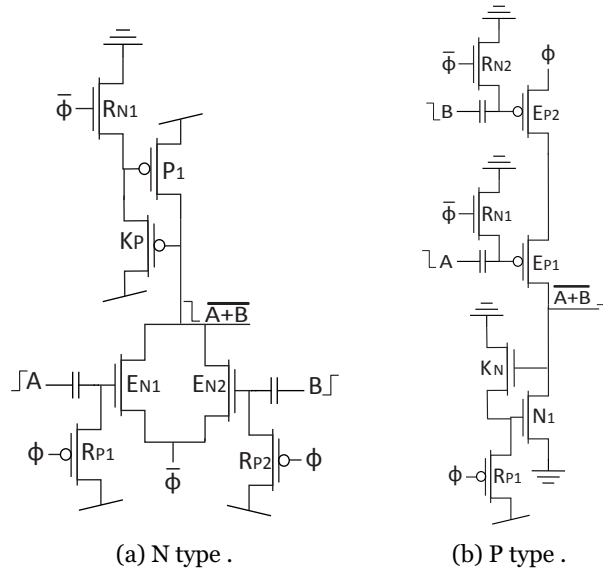 ϕ̄ RN1
P1
KP
A+B
A EN1 EN2 B
ϕ RP1 ϕ̄ RP2 ϕ
(a) N type .
ϕ̄ RN2 ϕ
B EP2
ϕ̄ RN1
A EP1
A+B
KN
N1
ϕ RP1
(b) P type .